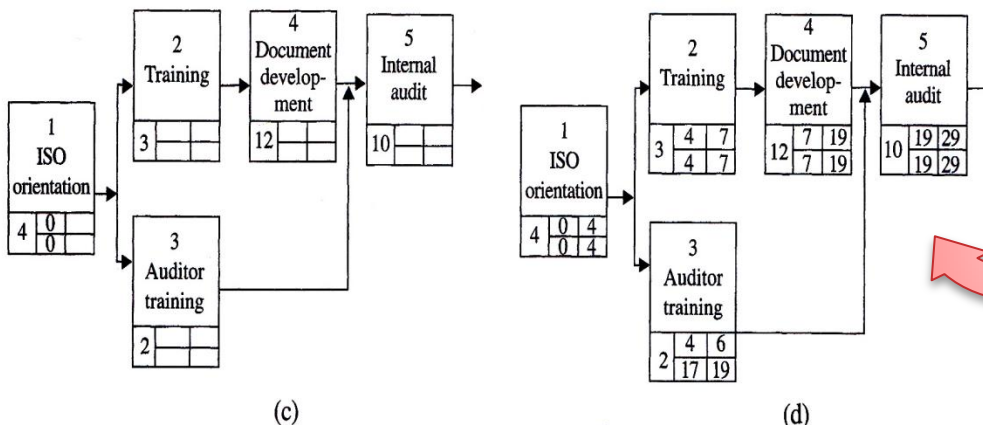 1
ISO
orientation
4 0
0
2
Training
3
3
Auditor
training
2
4
Document
develop-
ment
12
5
Internal
audit
10
(c)
1
ISO
orientation
4 0 4
0 4
2
Training
3 4 7
4 7
3
Auditor
training
2 4 6
17 19
4
Document
develop-
ment
12 7 19
7 19
5
Internal
audit
10 19 29
19 29
(d)